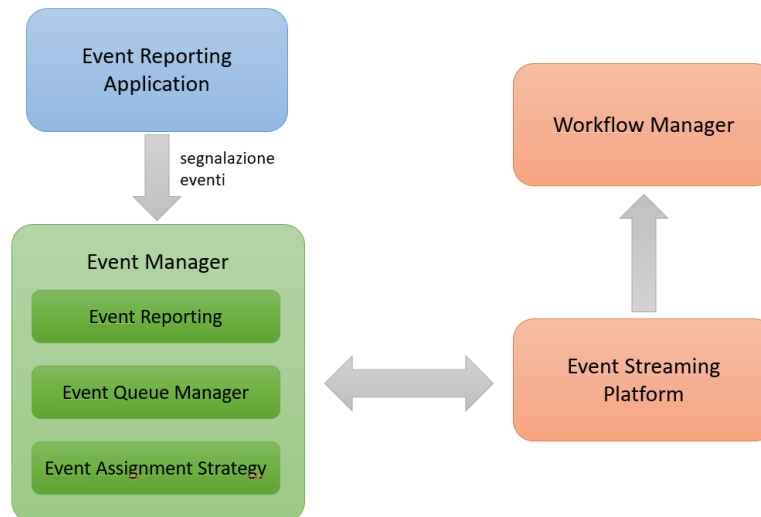 Event Reporting
Application
segnalazione
eventi
Event Manager
Event Reporting
Event Queue Manager
Event Assignment Strategy
Workflow Manager
Event Streaming
Platform